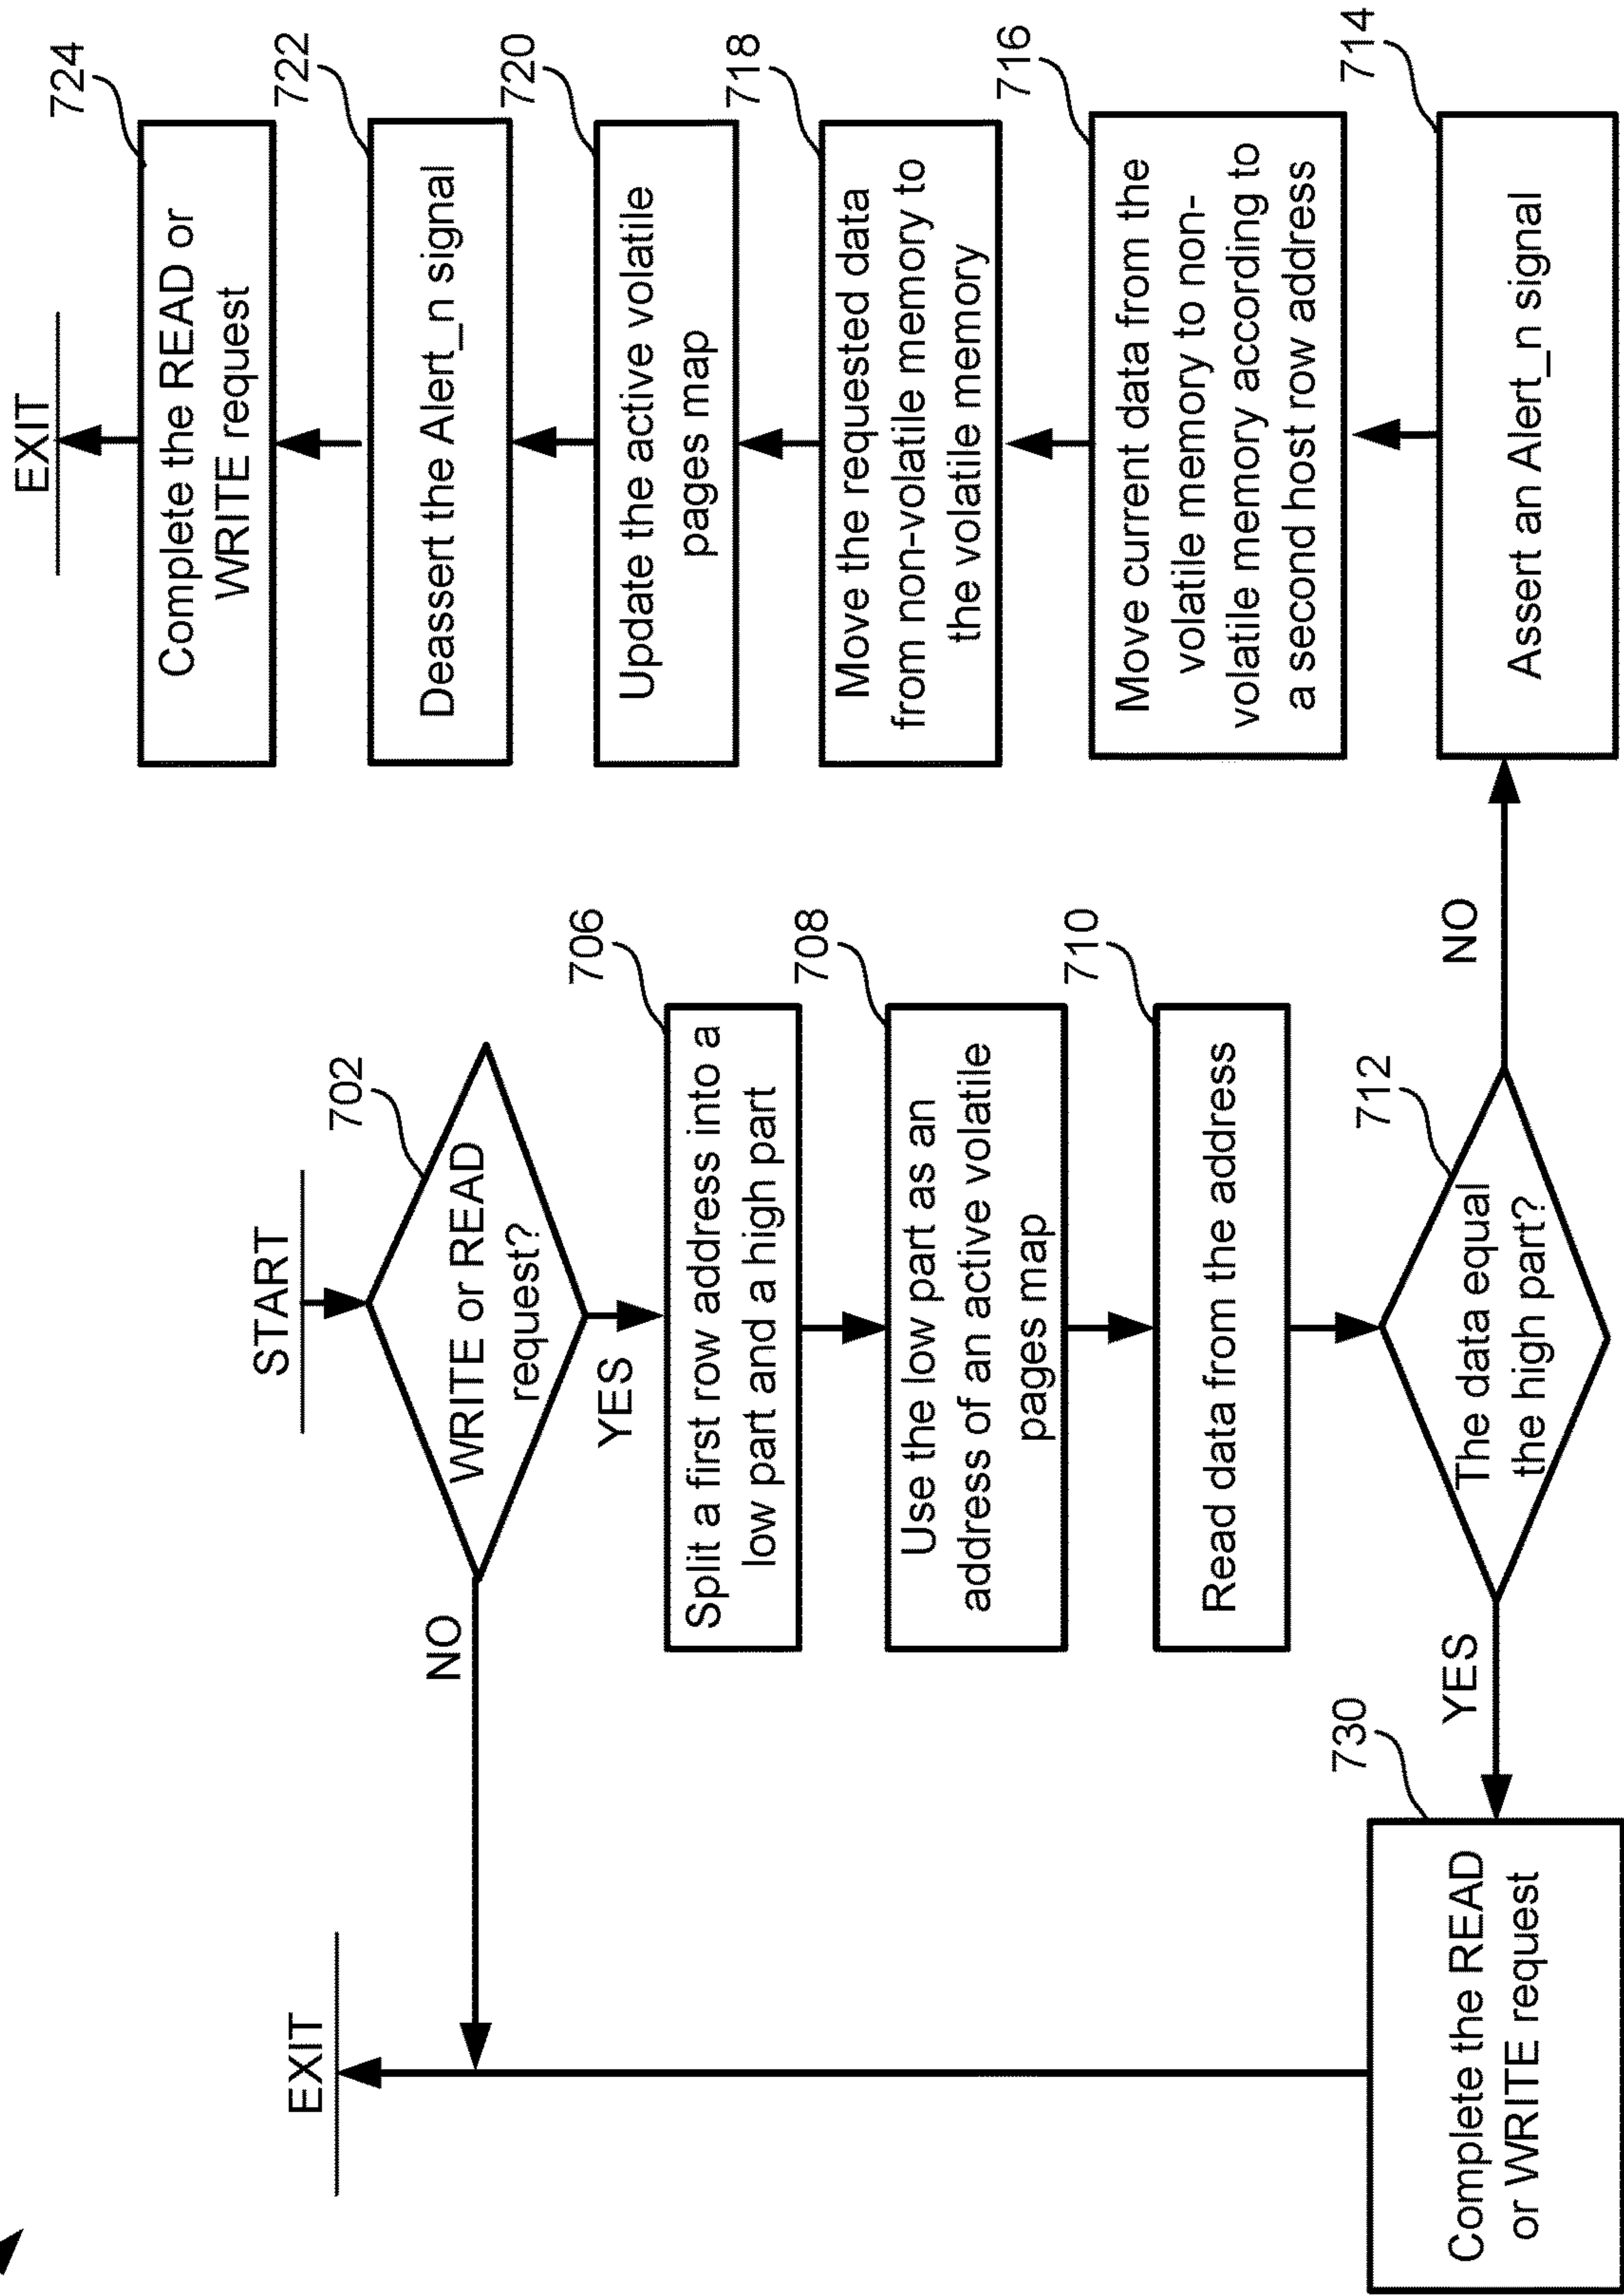 START
702
WRITE or READ
request?
NO
YES
706
Split a first row address into a
low part and a high part
708
Use the low part as an
address of an active volatile
pages map
710
Read data from the address
712
The data equal
the high part?
YES
NO
730
Complete the READ
or WRITE request
EXIT
714
Assert an Alert_n signal
716
Move current data from the
volatile memory to non-
volatile memory according to
a second host row address
718
Move the requested data
from non-volatile memory to
the volatile memory
720
Update the active volatile
pages map
722
Deassert the Alert_n signal
724
Complete the READ or
WRITE request
EXIT